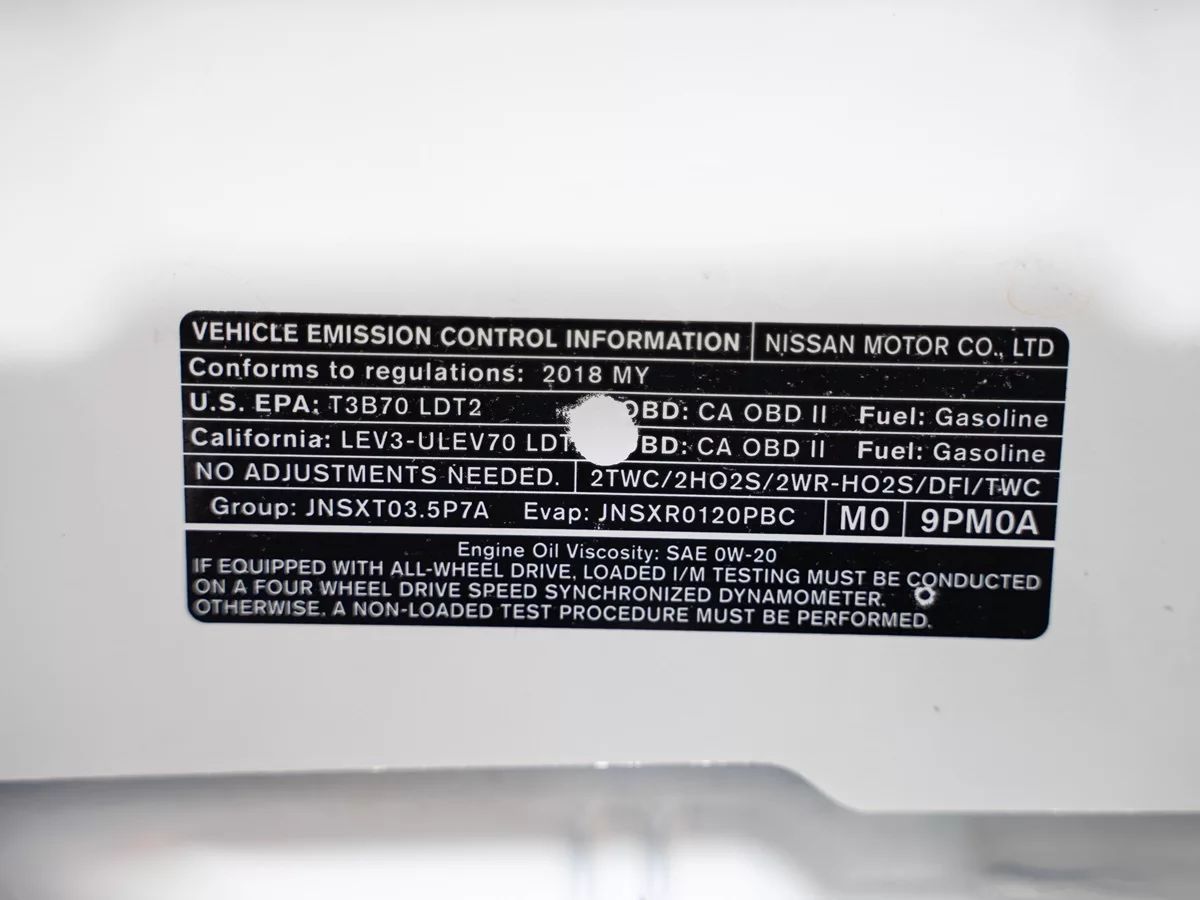 VEHICLE EMISSION CONTROL INFORMATION NISSAN MOTOR CO., LTD
Conforms to regulations: 2018 MY
U.S. EPA: T3B70 LDT2 OBD: CA OBD II Fuel: Gasoline
California: LEV3-ULEV70 CA OBD II Fuel: Gasoline
NO ADJUSTMENTS NEEDED. 2TWC/2HO2S/2WR-HO2S/DFI/TWC
Group: JNSXT03.5P7A Evap: JNSXR0120PBC M0 9PM0A
Engine Oil Viscosity: SAE 0W-20
IF EQUIPPED WITH ALL-WHEEL DRIVE, LOADED I/M TESTING MUST BE CONDUCTED
ON A FOUR WHEEL DRIVE SPEED SYNCHRONIZED DYNAMOMETER.
OTHERWISE. A NON-LOADED TEST PROCEDURE MUST BE PERFORMED.